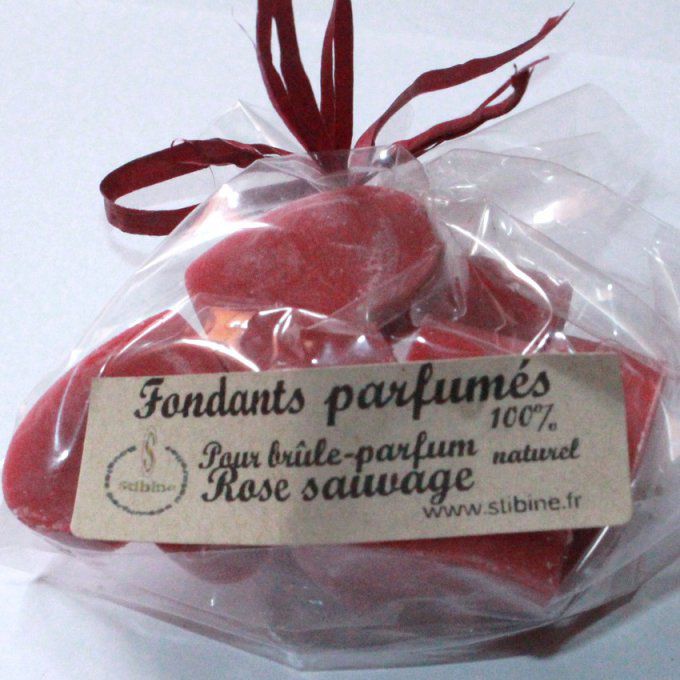 Fondants parfumés
100%
Pour brûle-parfum naturel
Rose sauvage
www.stibine.fr
S
stibine